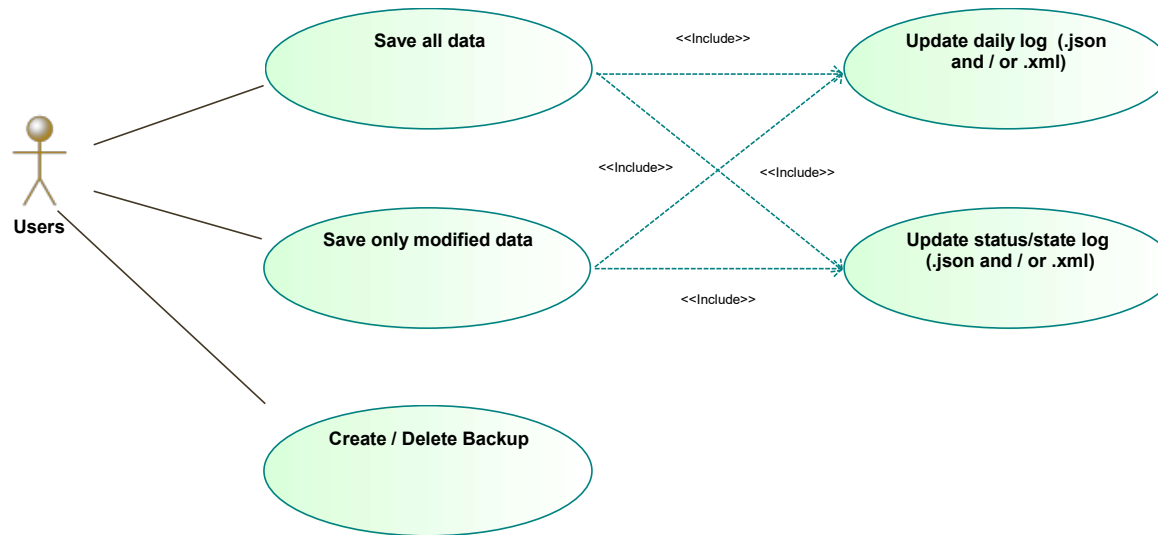 Save all data
<<Include>>
Update daily log (.json
and / or .xml)
<<Include>>
<<Include>>
Users
Save only modified data
Update status/state log
(.json and / or .xml)
<<Include>>
Create / Delete Backup